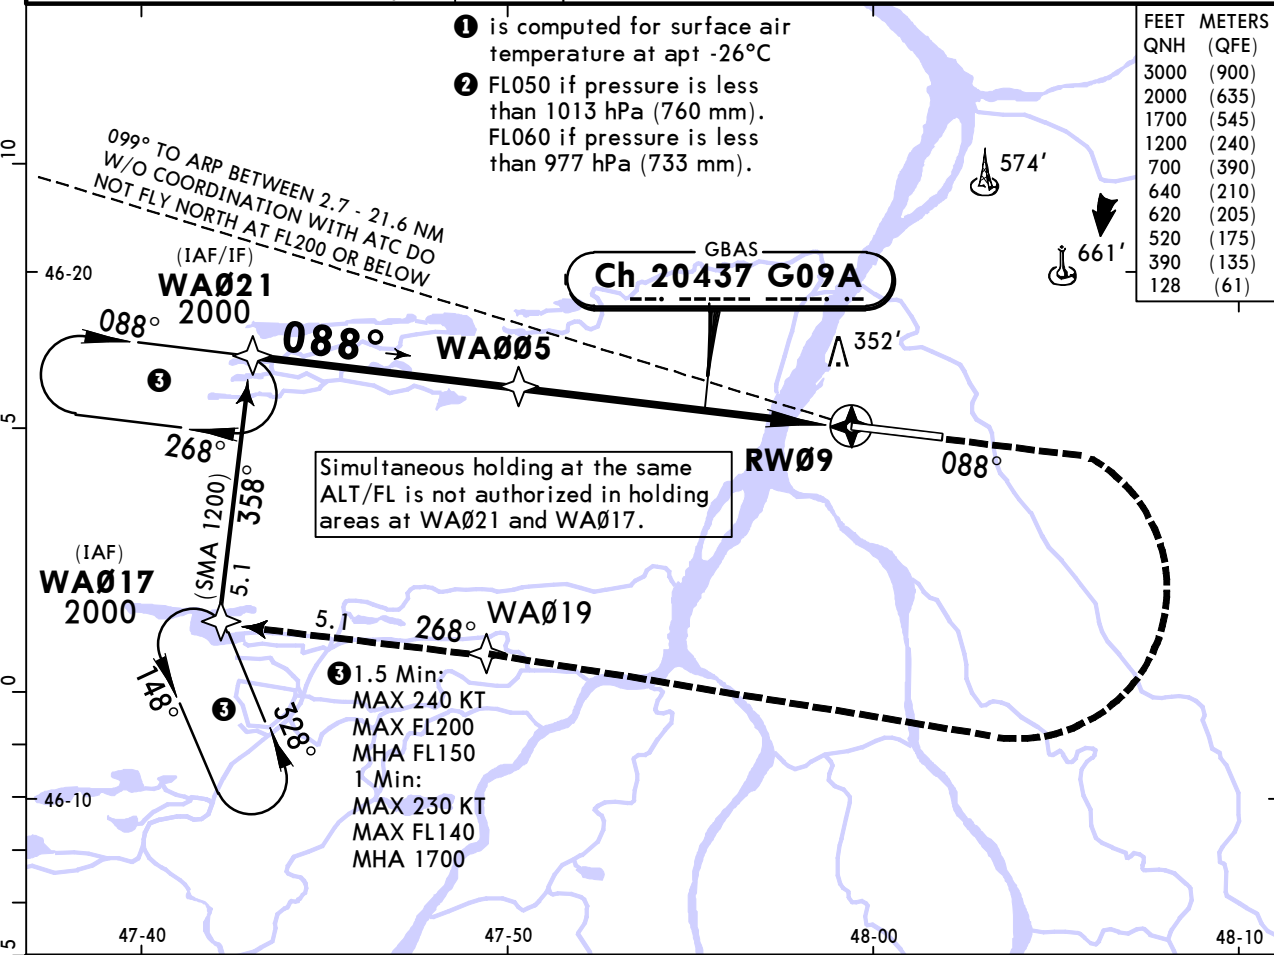 ❶ is computed for surface air
temperature at apt -26°C
❷ FL050 if pressure is less
than 1013 hPa (760 mm).
FL060 if pressure is less
than 977 hPa (733 mm).
FEET METERS
QNH (QFE)
3000 (900)
2000 (635)
1700 (545)
1200 (240)
700 (390)
640 (210)
620 (205)
520 (175)
390 (135)
128 (61)
10
099° TO ARP BETWEEN 2.7 - 21.6 NM
W/O COORDINATION WITH ATC DO
NOT FLY NORTH AT FL200 OR BELOW
574'
661'
46-20
(IAF/IF)
WAØ21
2000
GBAS
Ch 20437 G09A
088°
088°
WAØØ5
352'
❸
5
268°
RWØ9
088°
Simultaneous holding at the same
ALT/FL is not authorized in holding
areas at WAØ21 and WAØ17.
(SMA 1200)
358°
5.1
(IAF)
WAØ17
2000
5.1
268°
WAØ19
0
148°
❸
328°
❸ 1.5 Min:
MAX 240 KT
MAX FL200
MHA FL150
1 Min:
MAX 230 KT
MAX FL140
MHA 1700
46-10
5
47-40
47-50
48-00
48-10